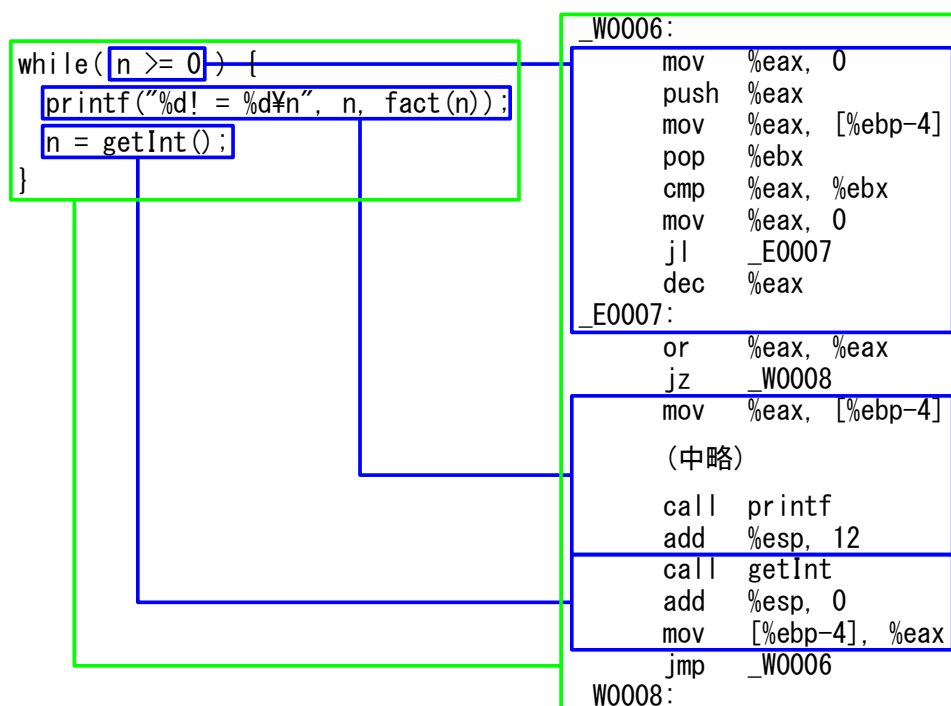 while( n >= 0 ) {
printf("%d! = %d¥n", n, fact(n));
n = getInt();
}
_W0006:
mov %eax, 0
push %eax
mov %eax, [%ebp-4]
pop %ebx
cmp %eax, %ebx
mov %eax, 0
jl _E0007
dec %eax
_E0007:
or %eax, %eax
jz _W0008
mov %eax, [%ebp-4]
(中略)
call printf
add %esp, 12
call getInt
add %esp, 0
mov [%ebp-4], %eax
jmp _W0006
W0008: